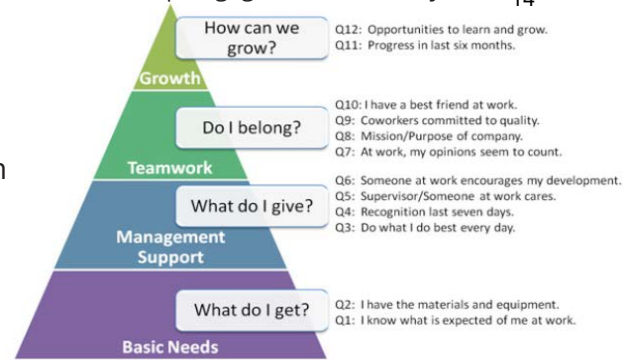 14
How can we
grow?
Growth
Q12: Opportunities to learn and grow.
Q11: Progress in last six months.
Do I belong?
Teamwork
Q10: I have a best friend at work.
Q9: Coworkers committed to quality.
Q8: Mission/Purpose of company.
Q7: At work, my opinions seem to count.
What do I give?
Management
Support
Q6: Someone at work encourages my development.
Q5: Supervisor/Someone at work cares.
Q4: Recognition last seven days.
Q3: Do what I do best every day.
What do I get?
Basic Needs
Q2: I have the materials and equipment.
Q1: I know what is expected of me at work.